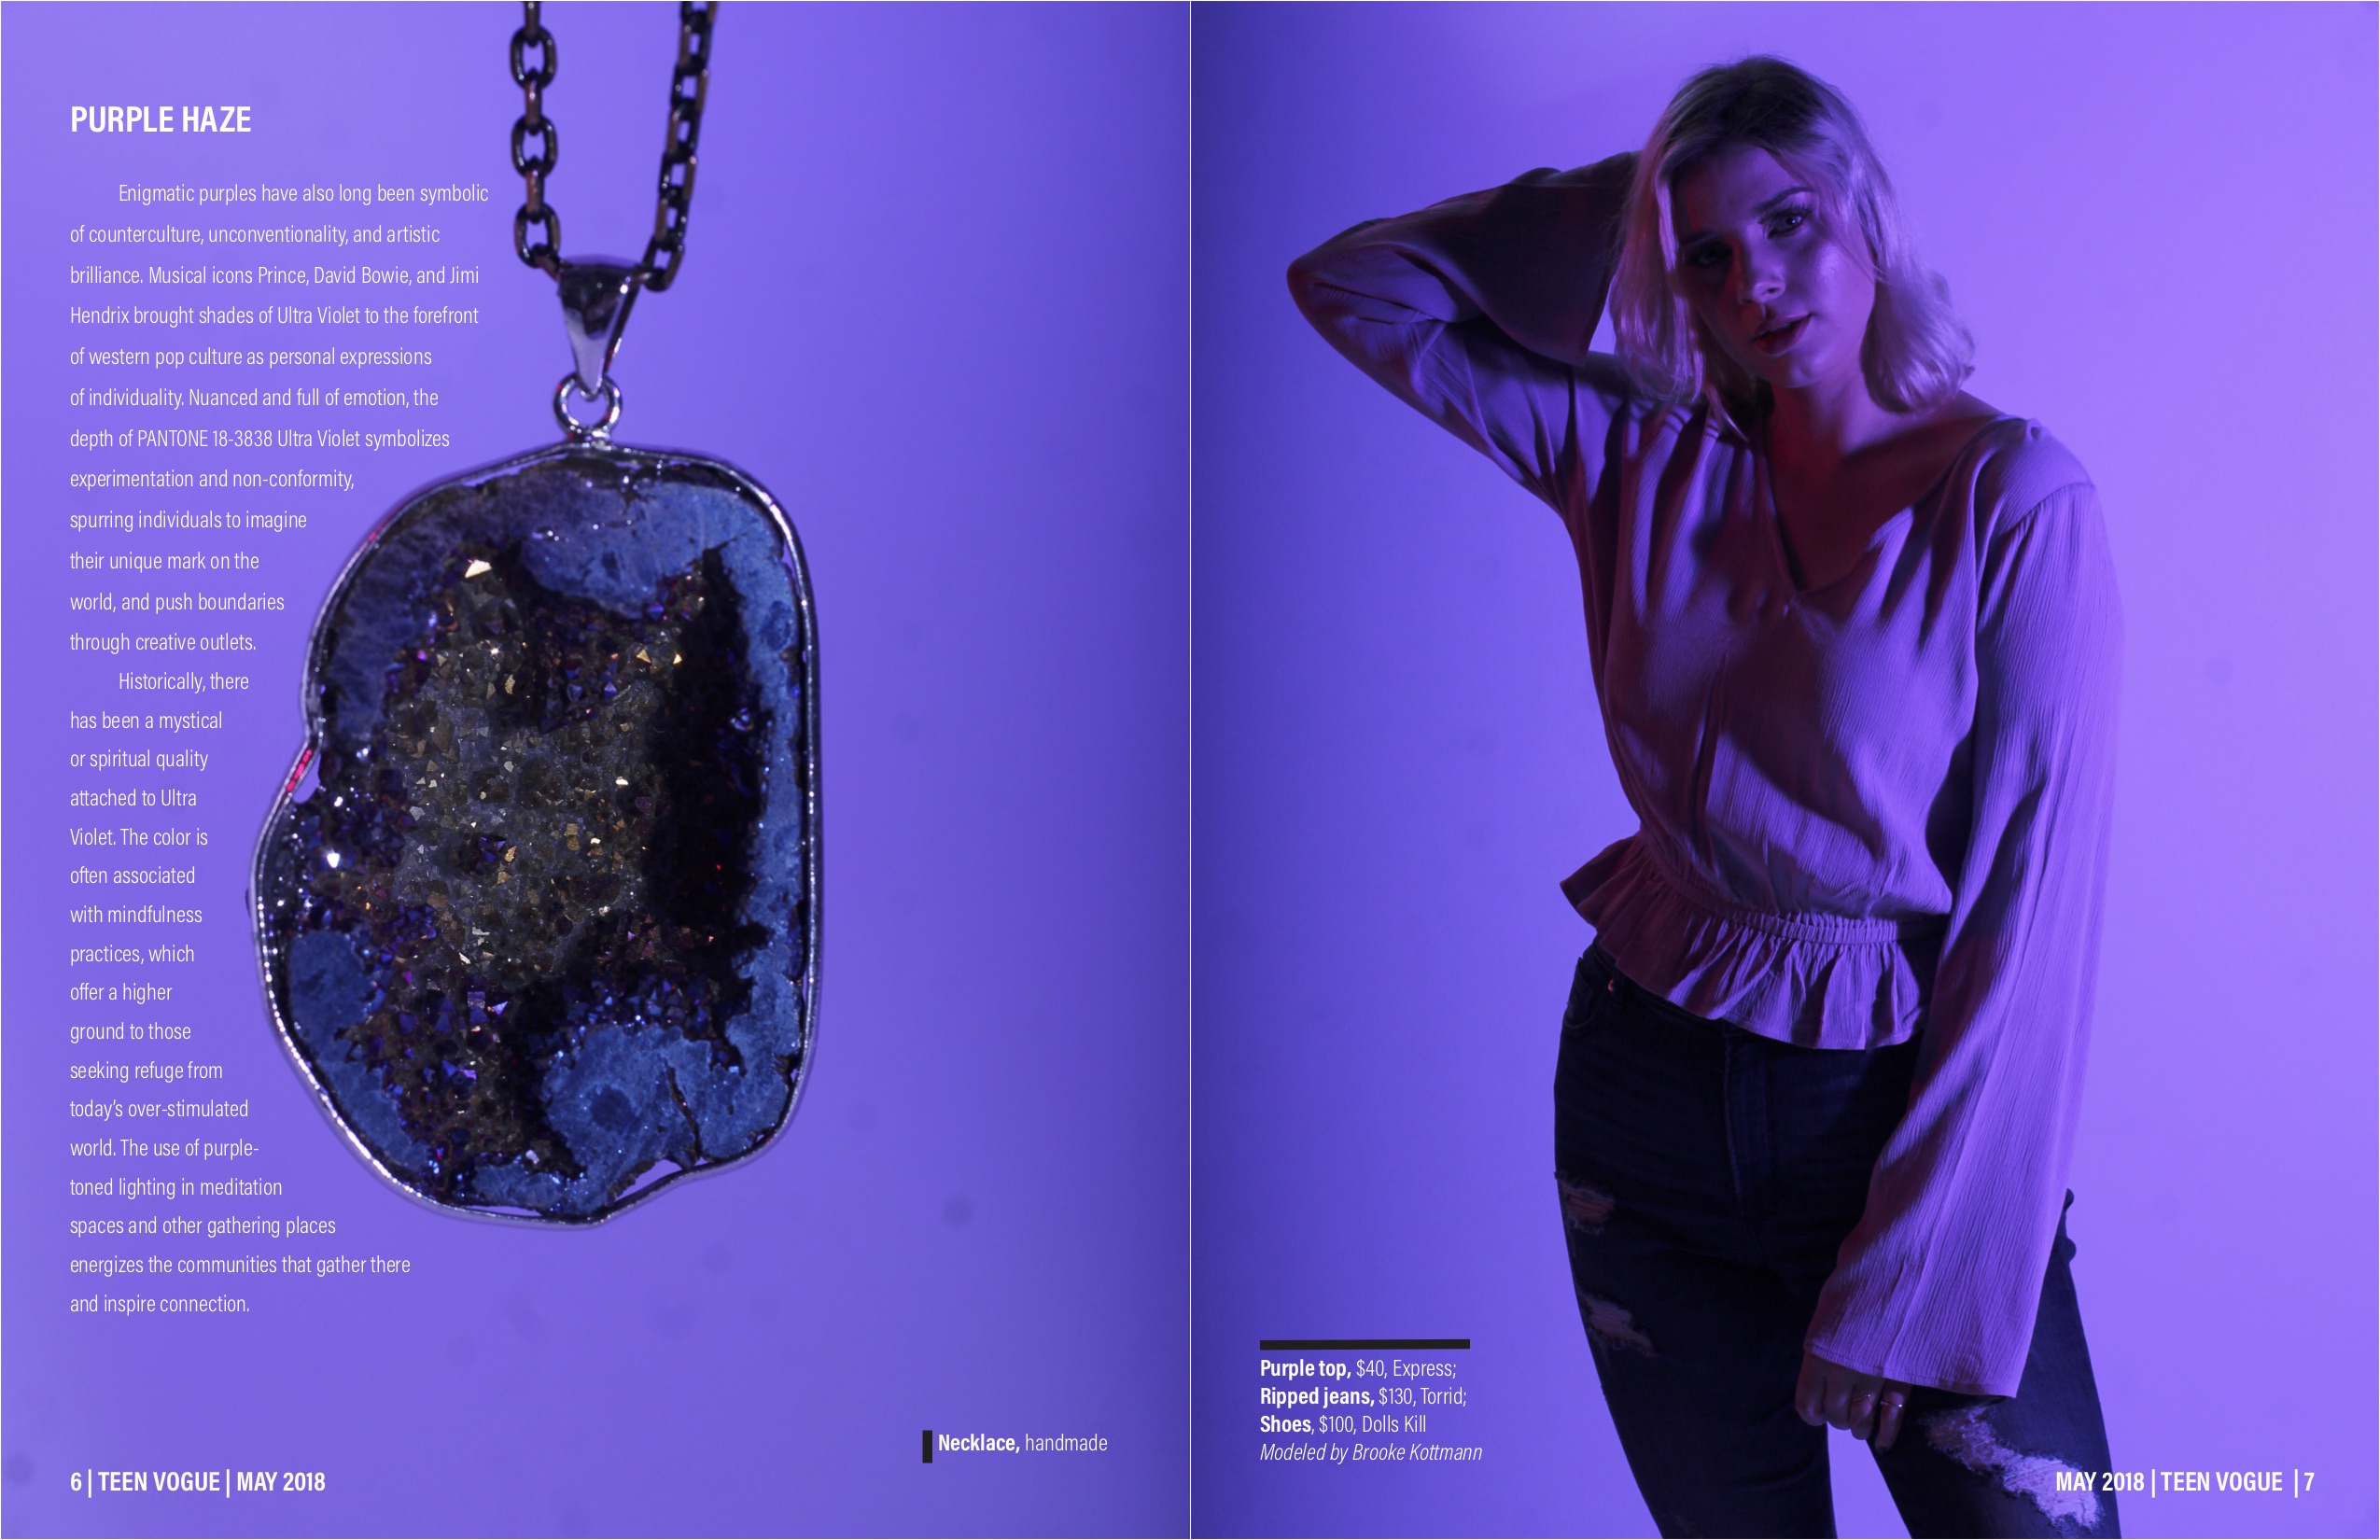 PURPLE HAZE
Enigmatic purples have also long been symbolic
of counterculture, unconventionality, and artistic
brilliance. Musical icons Prince, David Bowie, and Jimi
Hendrix brought shades of Ultra Violet to the forefront
of western pop culture as personal expressions
of individuality. Nuanced and full of emotion, the
depth of PANTONE 18-3838 Ultra Violet symbolizes
experimentation and non-conformity,
spurring individuals to imagine
their unique mark on the
world, and push boundaries
through creative outlets.
Historically, there
has been a mystical
or spiritual quality
attached to Ultra
Violet. The color is
often associated
with mindfulness
practices, which
offer a higher
ground to those
seeking refuge from
today's over-stimulated
world. The use of purple-
toned lighting in meditation
spaces and other gathering places
energizes the communities that gather there
and inspire connection.
Necklace, handmade
6 | TEEN VOGUE | MAY 2018
Purple top, $40, Express;
Ripped jeans, $130, Torrid;
Shoes, $100, Dolls Kill
Modeled by Brooke Kottmann
MAY 2018 | TEEN VOGUE | 7